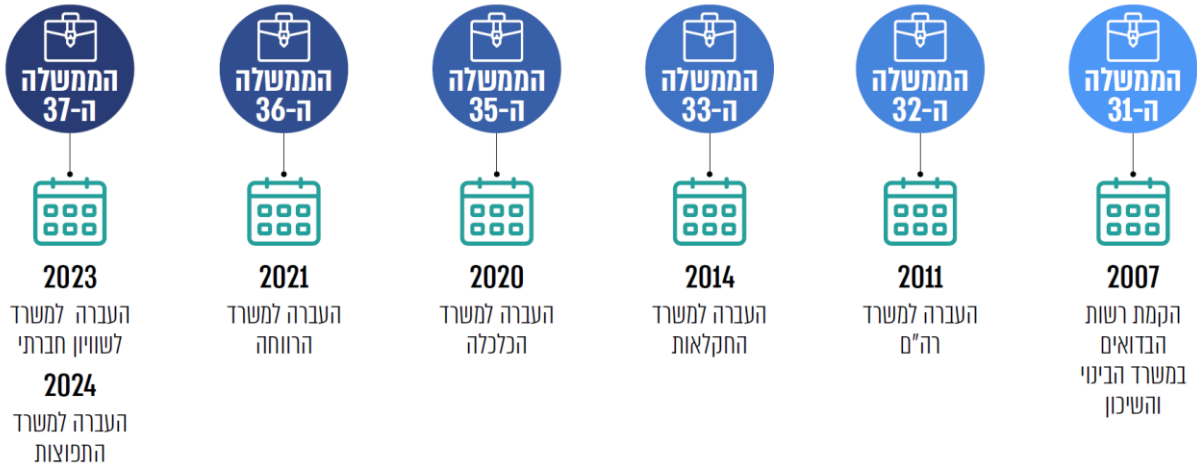 הממשלה
ה-31
2007
הקמת רשות
הבדואים
במשרד הבינוי
והשיכון
הממשלה
ה-32
2011
העברה למשרד
רה"ם
הממשלה
ה-33
2014
העברה למשרד
החקלאות
הממשלה
ה-35
2020
העברה למשרד
הכלכלה
הממשלה
ה-36
2021
העברה למשרד
הרווחה
הממשלה
ה-37
2023
העברה למשרד
לשוויון חברתי
2024
העברה למשרד
התפוצות